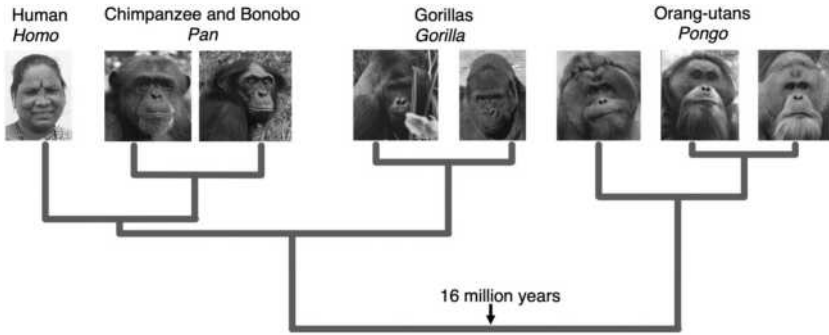 Human
Homo
Chimpanzee and Bonobo
Pan
Gorillas
Gorilla
Orang-utans
Pongo
16 million years